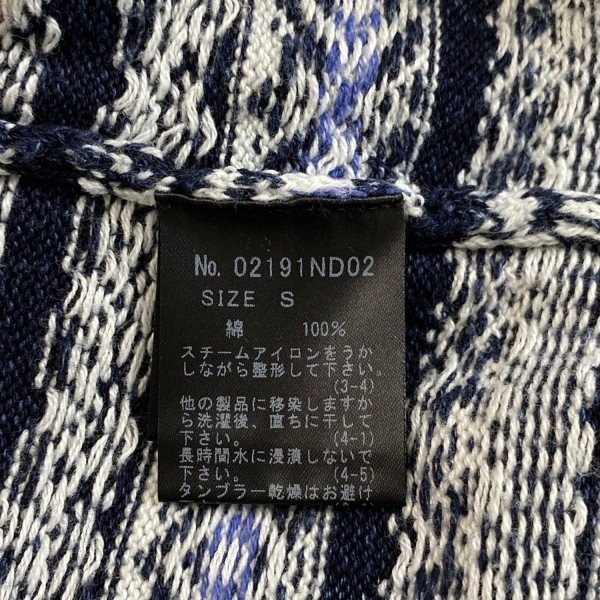 No. 02191ND02
SIZE S
綿 100%
スチームアイロンをうか
しながら整形して下さい。
(3-4)
他の製品に移染しますか
ら洗濯後、直ちに干して
下さい。 (4-1)
長時間水に浸漬しないで
下さい。 (4-5)
タンブラー乾燥はお避け